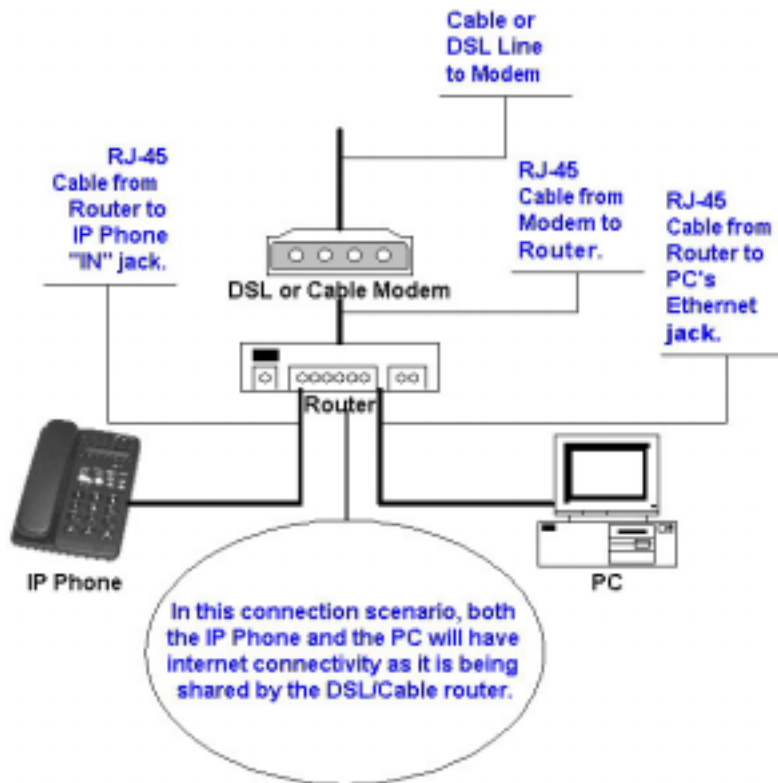 Cable or
DSL Line
to Modem
RJ-45
Cable from
Router to
IP Phone
"IN" jack.
RJ-45
Cable from
Modem to
Router.
RJ-45
Cable from
Router to
PC's
Ethernet
jack.
DSL or Cable Modem
Router
IP Phone
PC
In this connection scenario, both
the IP Phone and the PC will have
internet connectivity as it is being
shared by the DSL/Cable router.